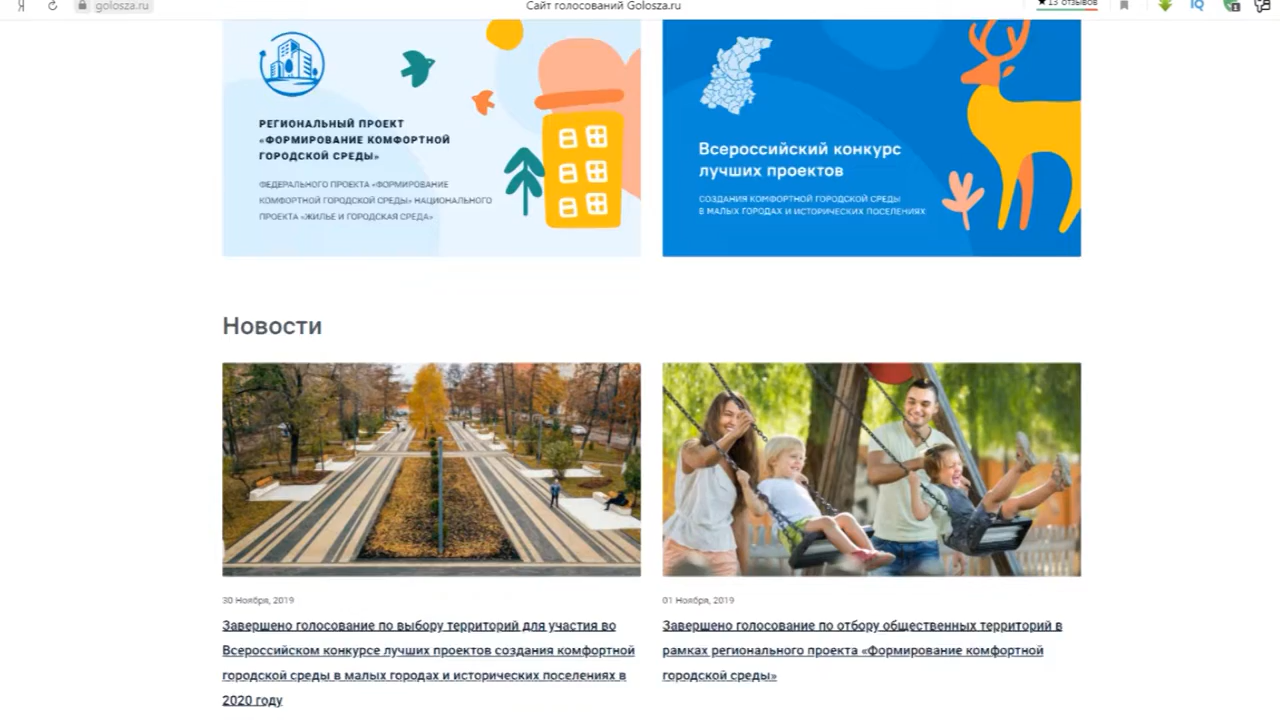 Я
golosza.ru
Сайт голосований Golosza.ru
★13 отзывов
IQ
1
РЕГИОНАЛЬНЫЙ ПРОЕКТ
«ФОРМИРОВАНИЕ КОМФОРТНОЙ
ГОРОДСКОЙ СРЕДЫ»
ФЕДЕРАЛЬНОГО ПРОЕКТА «ФОРМИРОВАНИЕ
КОМФОРТНОЙ ГОРОДСКОЙ СРЕДЫ» НАЦИОНАЛЬНОГО
ПРОЕКТА «ЖИЛЬЕ И ГОРОДСКАЯ СРЕДА»
Всероссийский конкурс
лучших проектов
СОЗДАНИЯ КОМФОРТНОЙ ГОРОДСКОЙ СРЕДЫ
В МАЛЫХ ГОРОДАХ И ИСТОРИЧЕСКИХ ПОСЕЛЕНИЯХ
Новости
30 Ноября, 2019
Завершено голосование по выбору территорий для участия во
Всероссийском конкурсе лучших проектов создания комфортной
городской среды в малых городах и исторических поселениях в
2020 году
01 Ноября, 2019
Завершено голосование по отбору общественных территорий в
рамках регионального проекта «Формирование комфортной
городской среды»